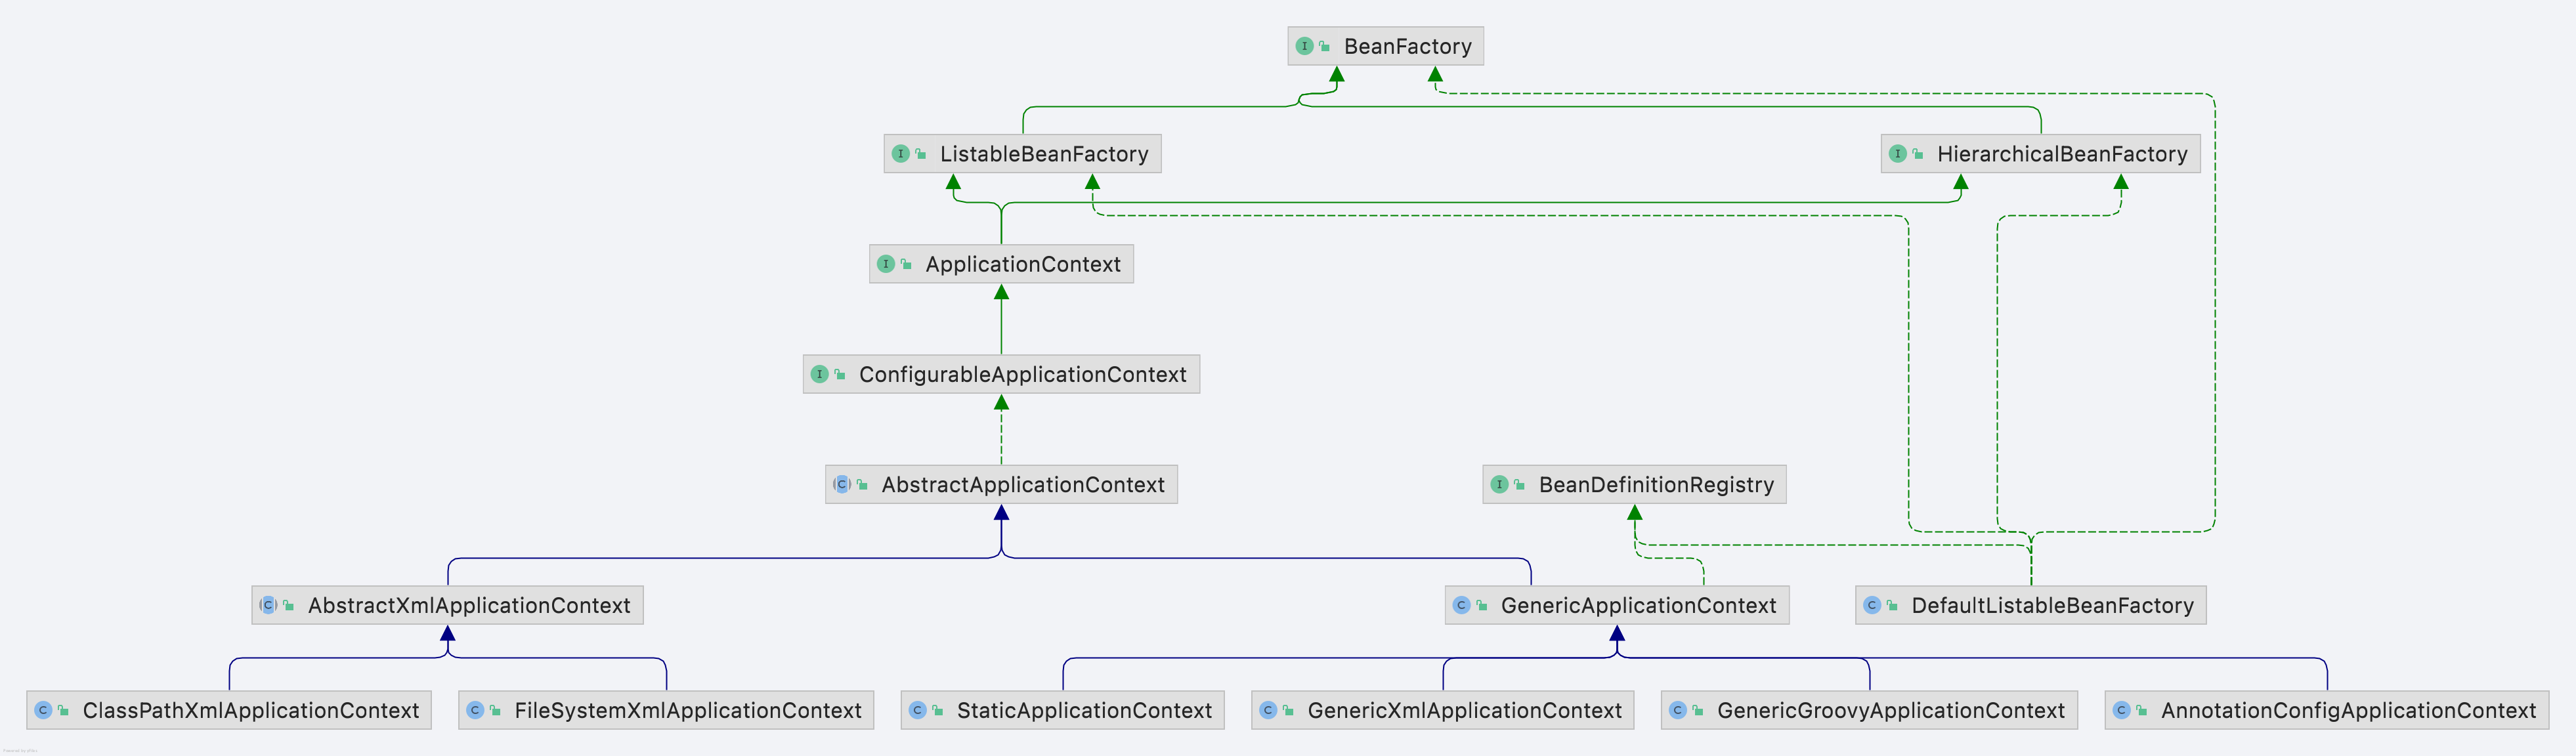 BeanFactory
ListableBeanFactory
HierarchicalBeanFactory
ApplicationContext
ConfigurableApplicationContext
AbstractApplicationContext
BeanDefinitionRegistry
AbstractXmlApplicationContext
GenericApplicationContext
DefaultListableBeanFactory
ClassPathXmlApplicationContext
FileSystemXmlApplicationContext
StaticApplicationContext
GenericXmlApplicationContext
GenericGroovyApplicationContext
AnnotationConfigApplicationContext